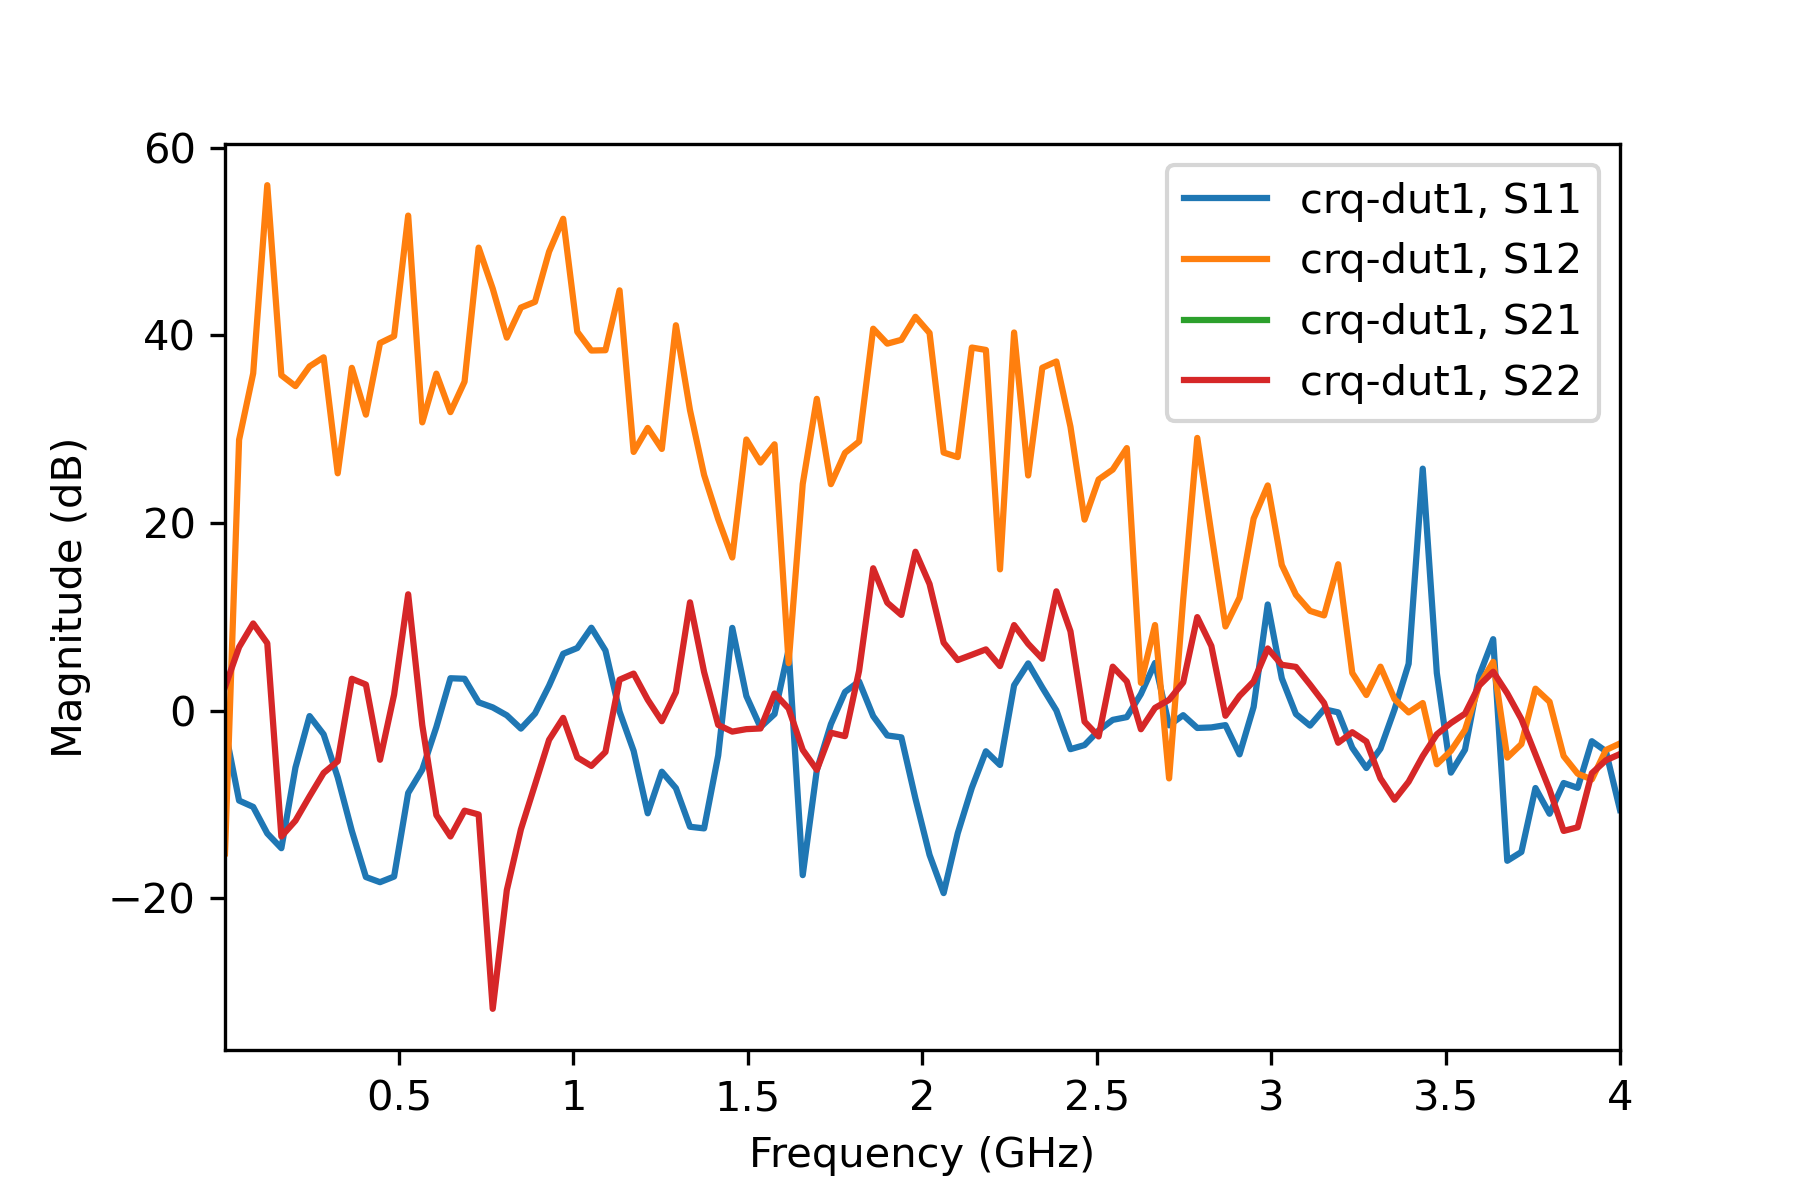 60
40
20
0
−20
Magnitude (dB)
crq-dut1, S11
crq-dut1, S12
crq-dut1, S21
crq-dut1, S22
0.5 1 1.5 2 2.5 3 3.5 4
Frequency (GHz)